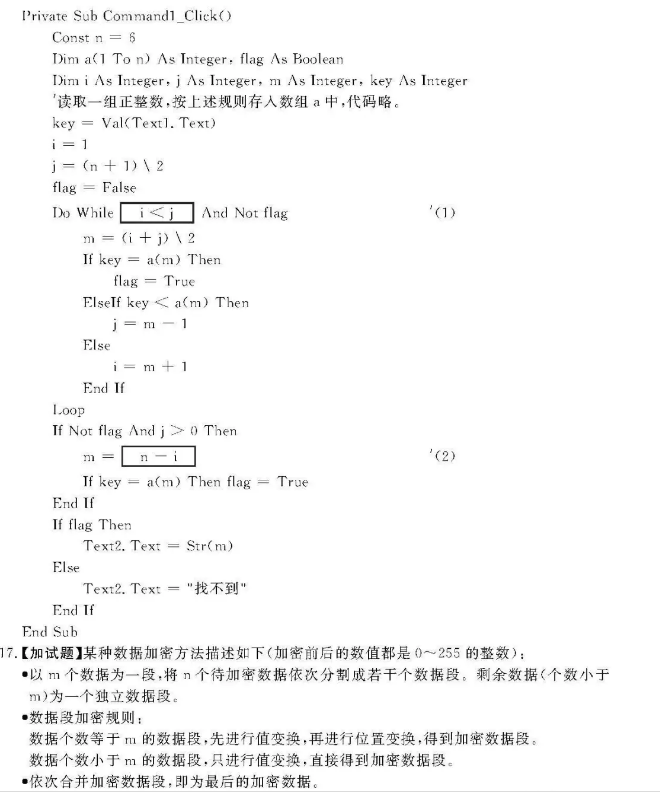 Private Sub Command1_Click()
Const n = 6
Dim a(1 To n) As Integer, flag As Boolean
Dim i As Integer, j As Integer, m As Integer, key As Integer
'读取一组正整数,按上述规则存入数组 a 中,代码略。
key = Val(Text1. Text)
i = 1
j = (n + 1) \ 2
flag = False
Do While i < j And Not flag '(1)
m = (i + j) \ 2
If key = a(m) Then
flag = True
ElseIf key < a(m) Then
j = m - 1
Else
i = m + 1
End If
Loop
If Not flag And j > 0 Then
m = n - i '(2)
If key = a(m) Then flag = True
End If
If flag Then
Text2. Text = Str(m)
Else
Text2. Text = "找不到"
End If
End Sub
17.【加试题】某种数据加密方法描述如下(加密前后的数值都是 0~255 的整数):
•以 m 个数据为一段,将 n 个待加密数据依次分割成若干个数据段。剩余数据(个数小于
m)为一个独立数据段。
•数据段加密规则:
数据个数等于 m 的数据段,先进行值变换,再进行位置变换,得到加密数据段。
数据个数小于 m 的数据段,只进行值变换,直接得到加密数据段。
•依次合并加密数据段,即为最后的加密数据。